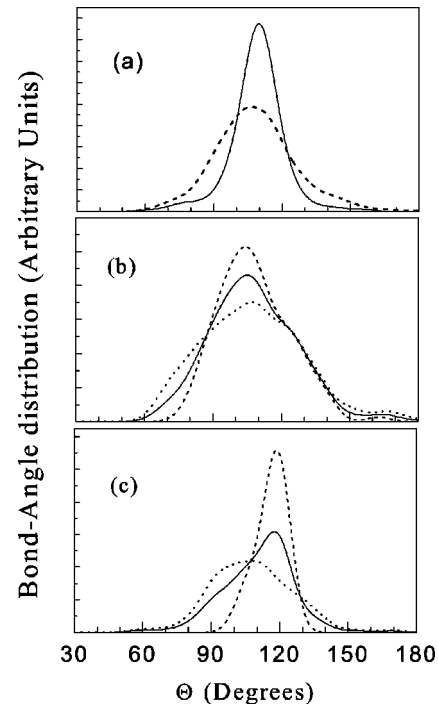 Bond-Angle distribution (Arbitrary Units)
(a)
(b)
(c)
30 60 90 120 150 180
Θ (Degrees)